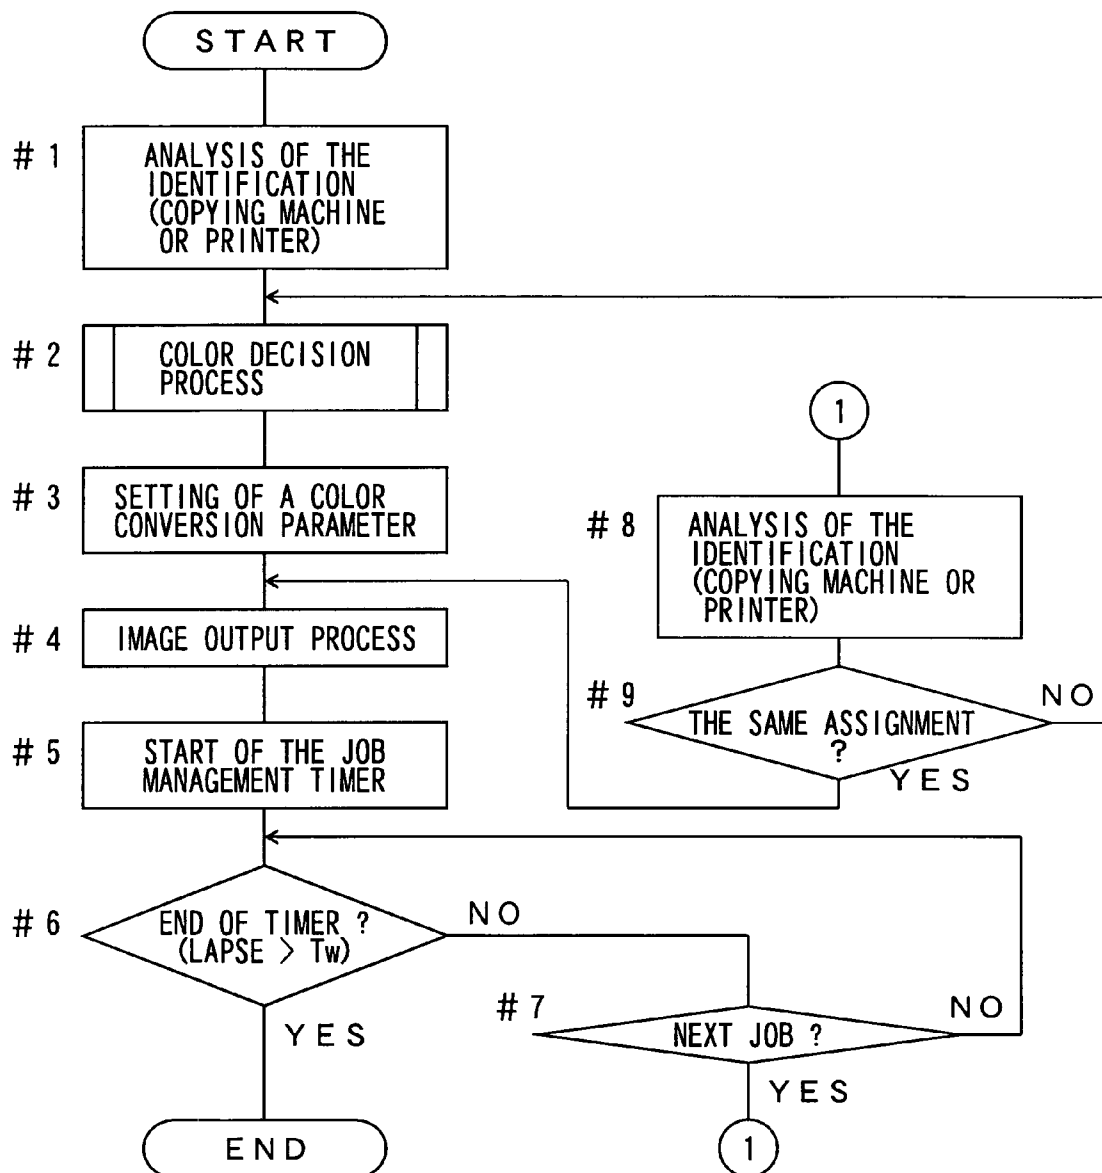 START
# 1
ANALYSIS OF THE
IDENTIFICATION
(COPYING MACHINE
OR PRINTER)
# 2
COLOR DECISION
PROCESS
# 3
SETTING OF A COLOR
CONVERSION PARAMETER
# 4
IMAGE OUTPUT PROCESS
# 5
START OF THE JOB
MANAGEMENT TIMER
# 6
END OF TIMER ?
(LAPSE > Tw)
NO
YES
END
# 7
NEXT JOB ?
NO
YES
1
1
# 8
ANALYSIS OF THE
IDENTIFICATION
(COPYING MACHINE OR
PRINTER)
# 9
THE SAME ASSIGNMENT
?
NO
YES